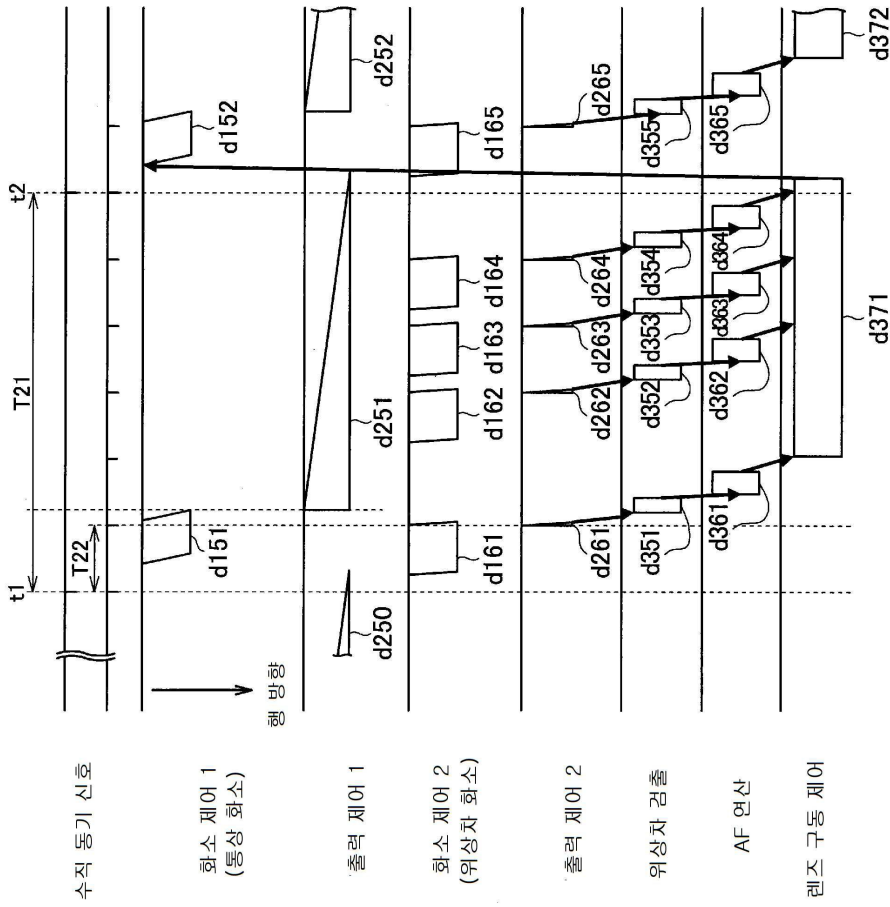 t1
t2
T21
T22
수직 동기 신호
화소 제어 1
(통상 화소)
d151
d152
행 방향
출력 제어 1
d250
d251
d252
화소 제어 2
(위상차 화소)
d161
d162
d163
d164
d165
출력 제어 2
d261
d262
d263
d264
d265
위상차 검출
d351
d352
d353
d354
d355
AF 연산
d361
d362
d363
d364
d365
렌즈 구동 제어
d371
d372